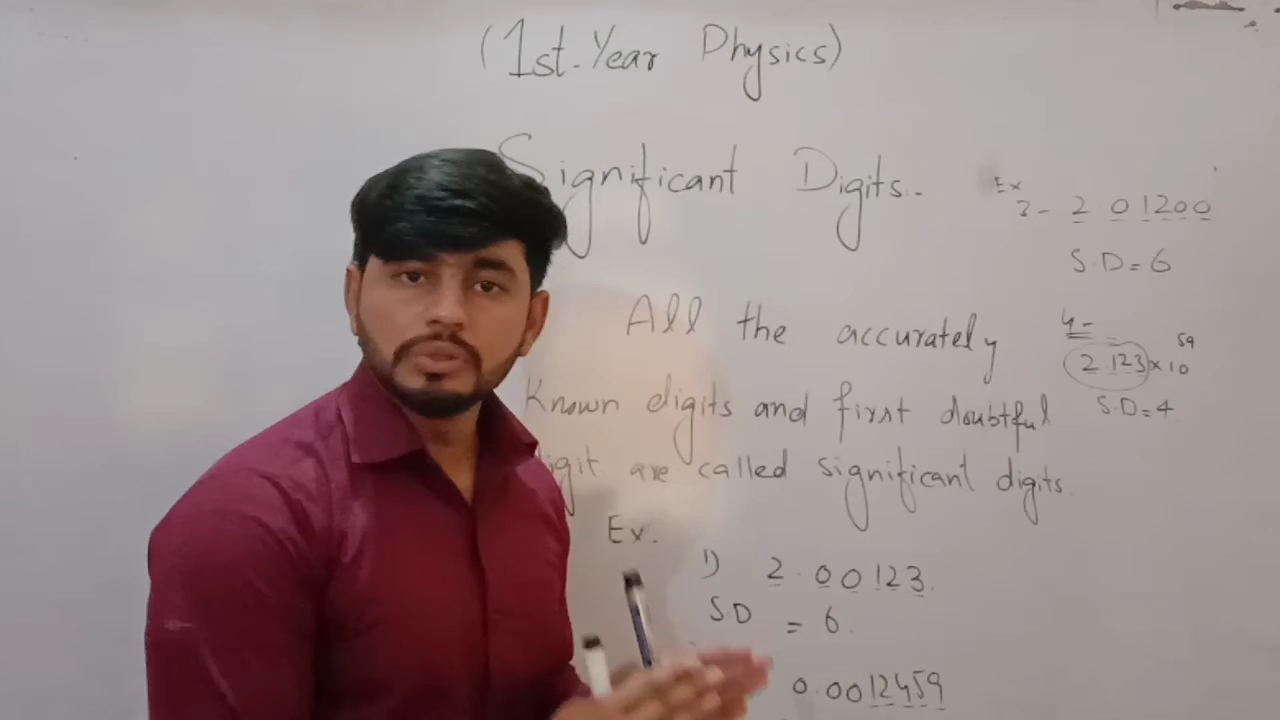 (1st-Year Physics)
Significant Digits.-
All the accurately
Known digits and first doubtful
digit are called significant digits.
Ex.
1) 2.00123.
SD = 6.
0.0012459
Ex
3- 2.01200
S.D=6
4-
2.123×10^59
S.D=4